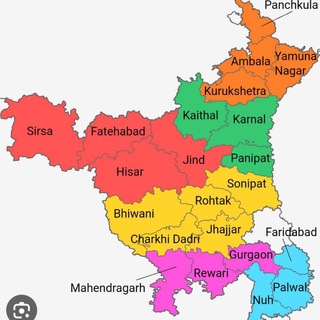 Panchkula
Ambala
Yamuna
Nagar
Kurukshetra
Kaithal
Karnal
Sirsa
Fatehabad
Jind
Panipat
Hisar
Sonipat
Rohtak
Bhiwani
Jhajjar
Charkhi Dadri
Faridabad
Gurgaon
Rewari
Mahendragarh
Palwal
Nuh